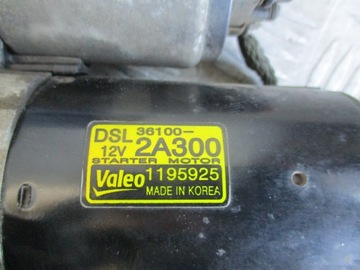 DSL 36100-
12V 2A300
STARTER MOTOR
Valeo 1195925
MADE IN KOREA